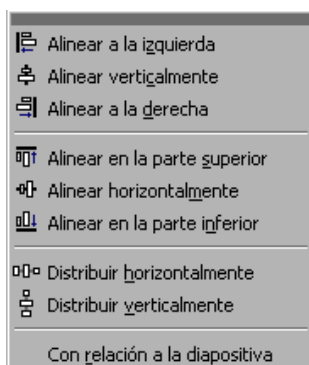 Alinear a la izquierda
Alinear verticalmente
Alinear a la derecha
Alinear en la parte superior
Alinear horizontalmente
Alinear en la parte inferior
Distribuir horizontalmente
Distribuir verticalmente
Con relación a la diapositiva